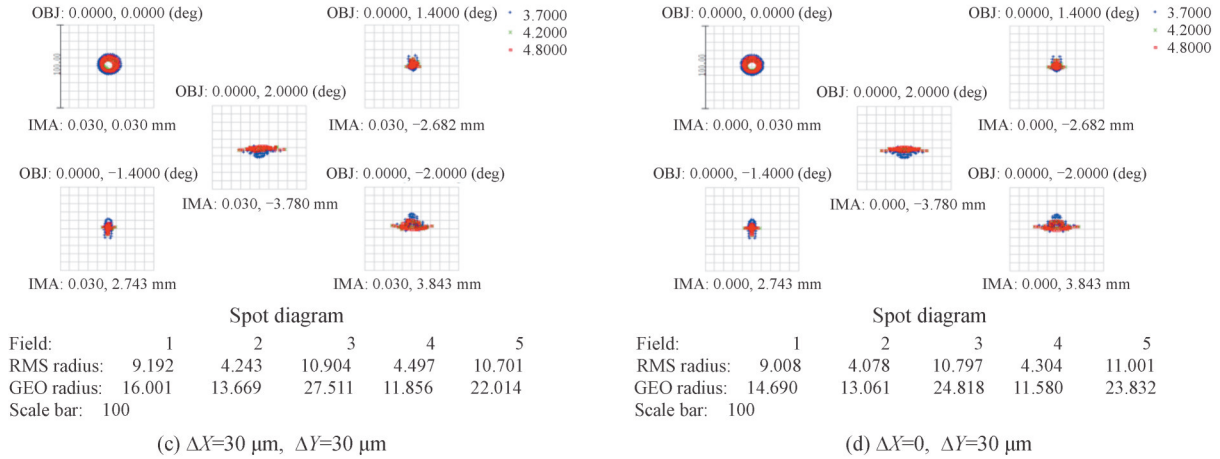 OBJ: 0.0000, 0.0000 (deg)
OBJ: 0.0000, 1.4000 (deg)
3.7000
4.2000
4.8000
100.00
OBJ: 0.0000, 2.0000 (deg)
IMA: 0.030, 0.030 mm
IMA: 0.030, −2.682 mm
OBJ: 0.0000, −1.4000 (deg)
OBJ: 0.0000, −2.0000 (deg)
IMA: 0.030, −3.780 mm
IMA: 0.030, 2.743 mm
IMA: 0.030, 3.843 mm
Spot diagram
Field: 1 2 3 4 5
RMS radius: 9.192 4.243 10.904 4.497 10.701
GEO radius: 16.001 13.669 27.511 11.856 22.014
Scale bar: 100
(c) ΔX=30 μm, ΔY=30 μm
OBJ: 0.0000, 0.0000 (deg)
OBJ: 0.0000, 1.4000 (deg)
3.7000
4.2000
4.8000
100.00
OBJ: 0.0000, 2.0000 (deg)
IMA: 0.000, 0.030 mm
IMA: 0.000, −2.682 mm
OBJ: 0.0000, −1.4000 (deg)
OBJ: 0.0000, −2.0000 (deg)
IMA: 0.000, −3.780 mm
IMA: 0.000, 2.743 mm
IMA: 0.000, 3.843 mm
Spot diagram
Field: 1 2 3 4 5
RMS radius: 9.008 4.078 10.797 4.304 11.001
GEO radius: 14.690 13.061 24.818 11.580 23.832
Scale bar: 100
(d) ΔX=0, ΔY=30 μm